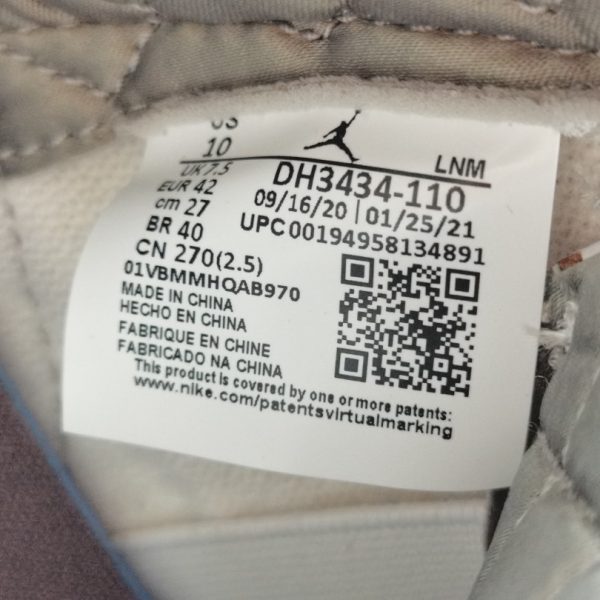 US
10
UK 7.5
EUR 42
cm 27
BR 40
CN 270(2.5)
01VBMMHQAB970
MADE IN CHINA
HECHO EN CHINA
FABRIQUE EN CHINE
FABRICADO NA CHINA
LNM
DH3434-110
09/16/20 | 01/25/21
UPC00194958134891
This product is covered by one or more patents:
www.nike.com/patentsvirtualmarking